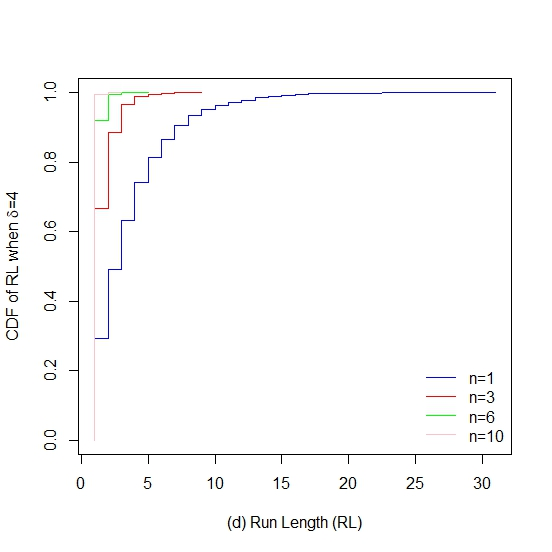 CDF of RL when δ=4
1.0
0.8
0.6
0.4
0.2
0.0
n=1
n=3
n=6
n=10
0 5 10 15 20 25 30
(d) Run Length (RL)